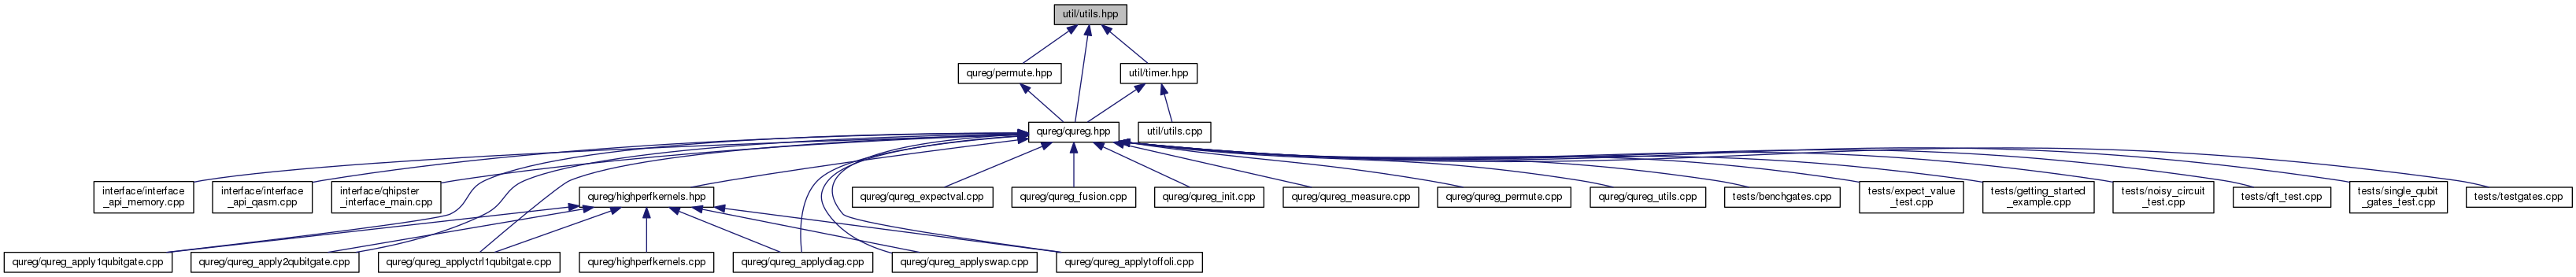 util/utils.hpp
qureg/permute.hpp
util/timer.hpp
qureg/qureg.hpp
util/utils.cpp
interface/interface
_api_memory.cpp
interface/interface
_api_qasm.cpp
interface/qhipster
_interface_main.cpp
qureg/highperfkernels.hpp
qureg/qureg_expectval.cpp
qureg/qureg_fusion.cpp
qureg/qureg_init.cpp
qureg/qureg_measure.cpp
qureg/qureg_permute.cpp
qureg/qureg_utils.cpp
tests/benchgates.cpp
tests/expect_value
_test.cpp
tests/getting_started
_example.cpp
tests/noisy_circuit
_test.cpp
tests/qft_test.cpp
tests/single_qubit
_gates_test.cpp
tests/testgates.cpp
qureg/qureg_apply1qubitgate.cpp
qureg/qureg_apply2qubitgate.cpp
qureg/qureg_applyctrl1qubitgate.cpp
qureg/highperfkernels.cpp
qureg/qureg_applydiag.cpp
qureg/qureg_applyswap.cpp
qureg/qureg_applytoffoli.cpp